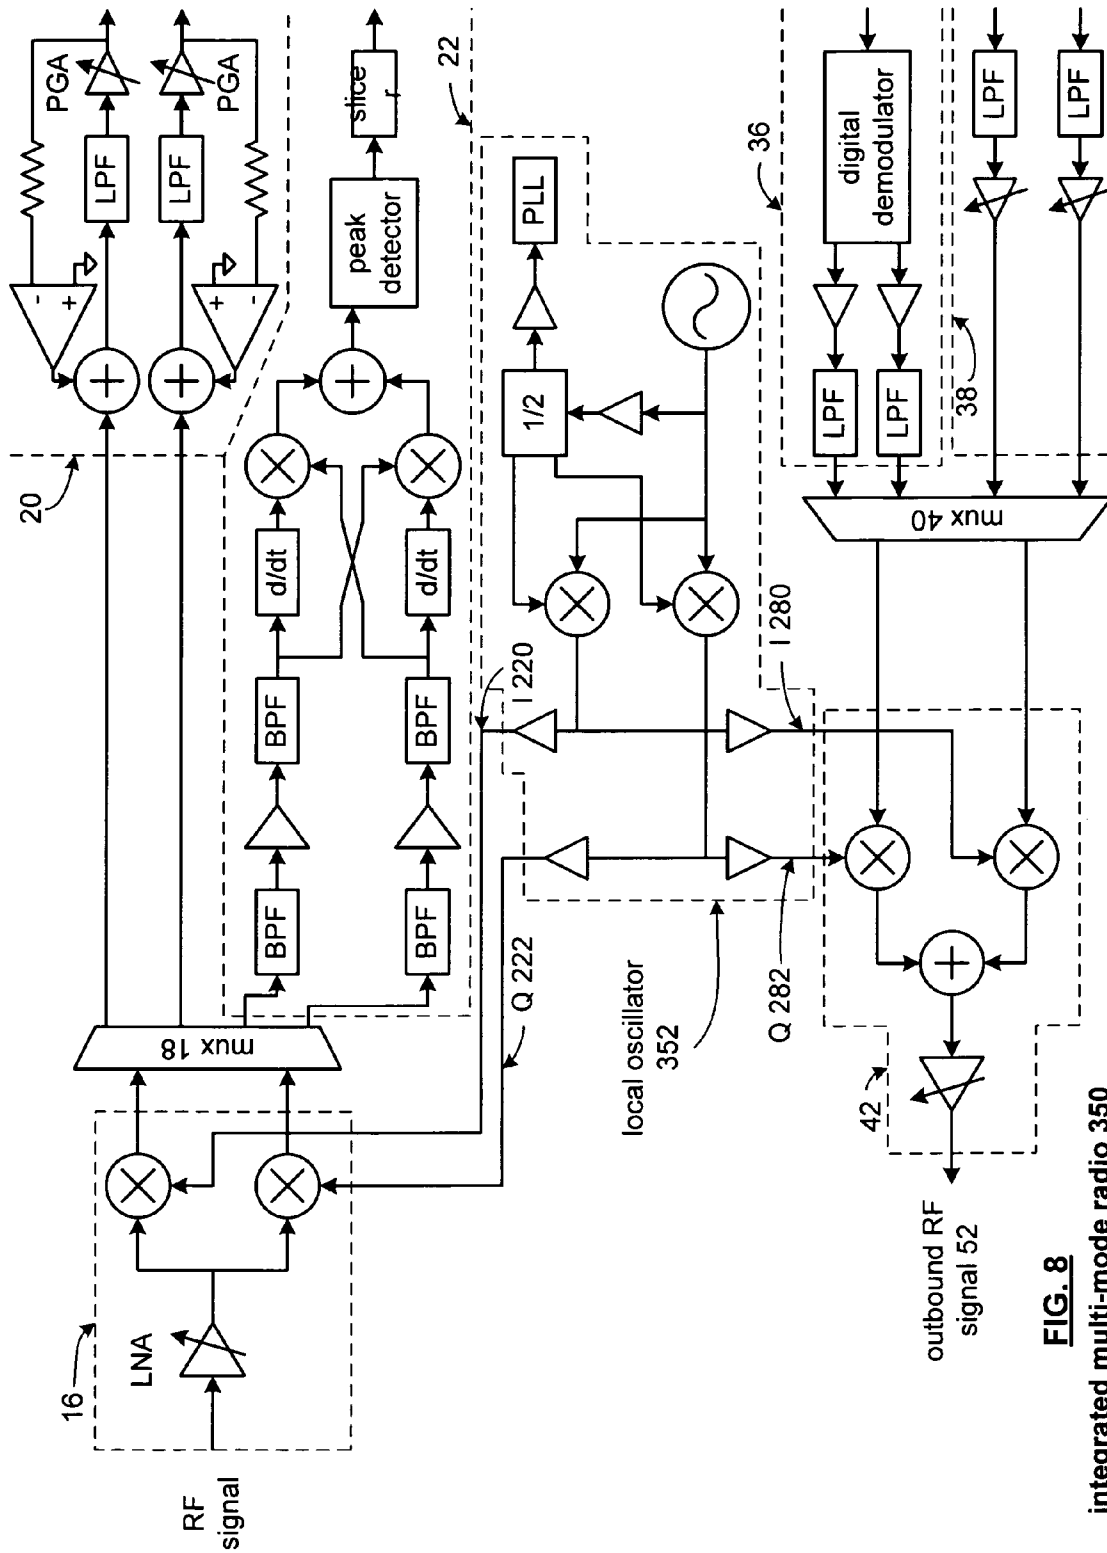 RF
signal
16
LNA
mux 18
20
PGA
LPF
LPF
PGA
BPF
BPF
d/dt
BPF
BPF
d/dt
peak
detector
slice
r
22
I 220
Q 222
1/2
PLL
local oscillator
352
I 280
Q 282
36
digital
demodulator
LPF
LPF
38
LPF
LPF
mux 40
42
outbound RF
signal 52
FIG. 8
integrated multi-mode radio 350